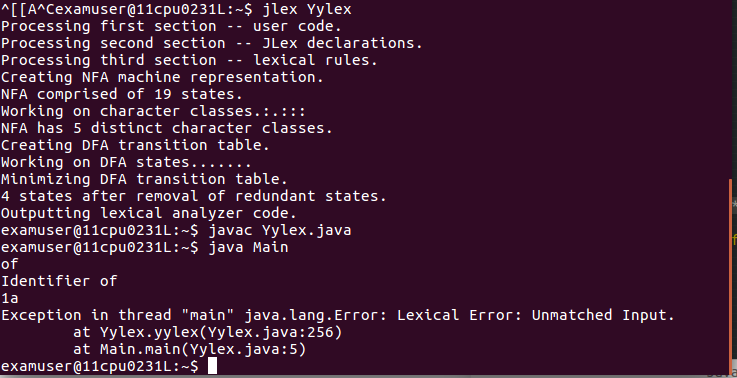 ^[[A^Cexamuser@11cpu0231L:~$ jlex Yylex
Processing first section -- user code.
Processing second section -- JLex declarations.
Processing third section -- lexical rules.
Creating NFA machine representation.
NFA comprised of 19 states.
Working on character classes.:.:::
NFA has 5 distinct character classes.
Creating DFA transition table.
Working on DFA states.......
Minimizing DFA transition table.
4 states after removal of redundant states.
Outputting lexical analyzer code.
examuser@11cpu0231L:~$ javac Yylex.java
examuser@11cpu0231L:~$ java Main
of
Identifier of
1a
Exception in thread "main" java.lang.Error: Lexical Error: Unmatched Input.
        at Yylex.yylex(Yylex.java:256)
        at Main.main(Yylex.java:5)
examuser@11cpu0231L:~$